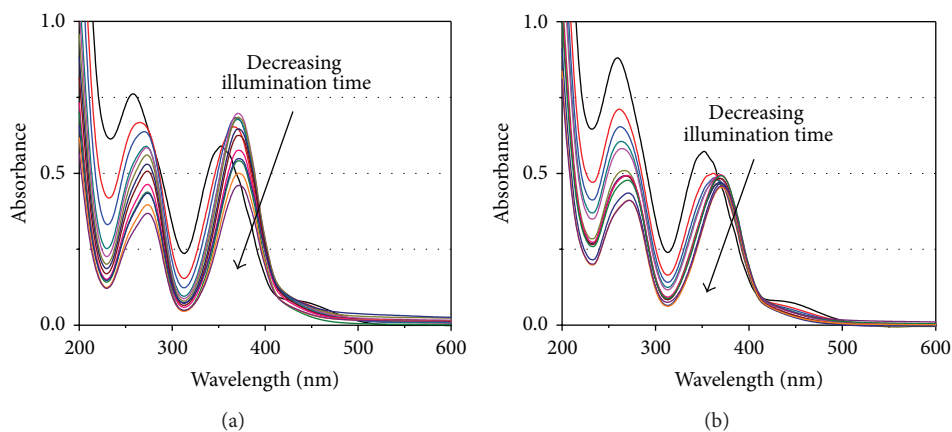 1.0
Decreasing
illumination time
0.5
0.0
Absorbance
200 300 400 500 600
Wavelength (nm)
(a)
1.0
Decreasing
illumination time
0.5
0.0
Absorbance
200 300 400 500 600
Wavelength (nm)
(b)